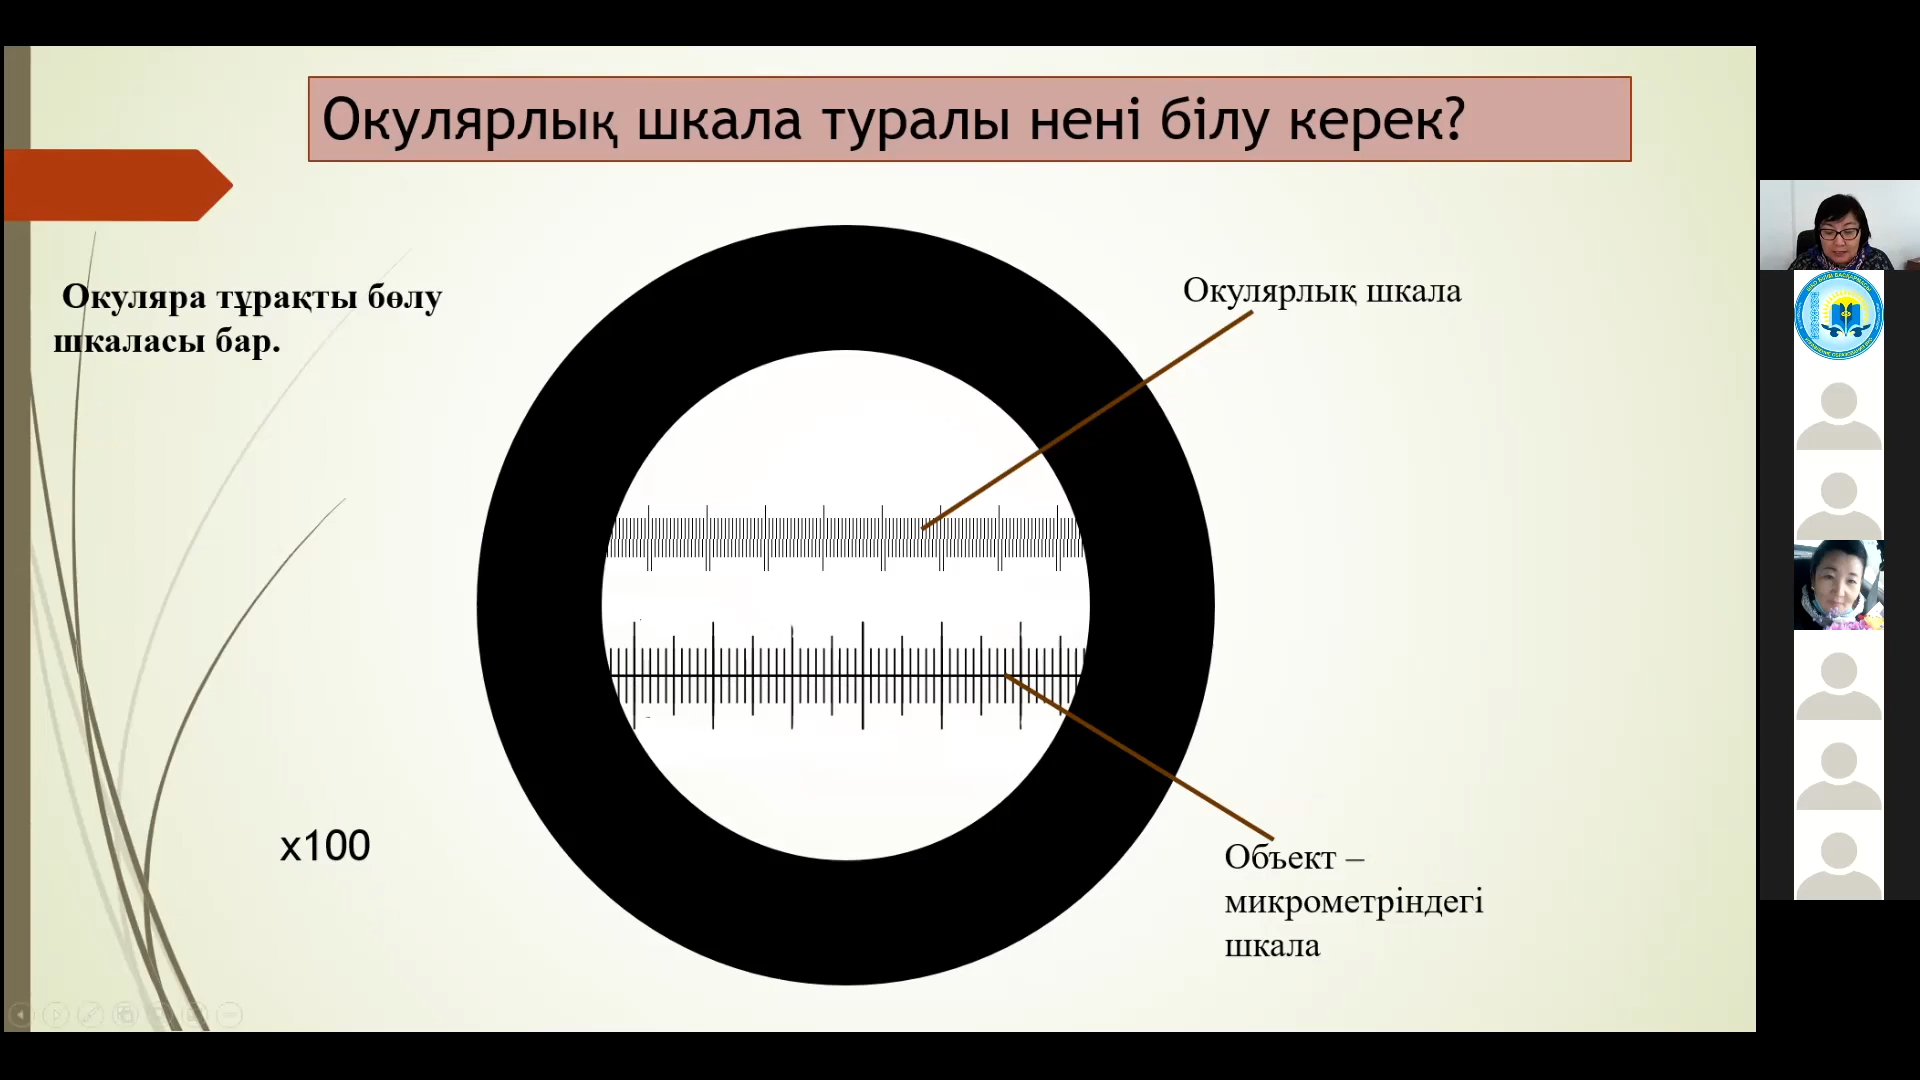 Окулярлық шкала туралы нені білу керек?
Окуляра тұрақты бөлу
шкаласы бар.
Окулярлық шкала
x100
Объект –
микрометріндегі
шкала